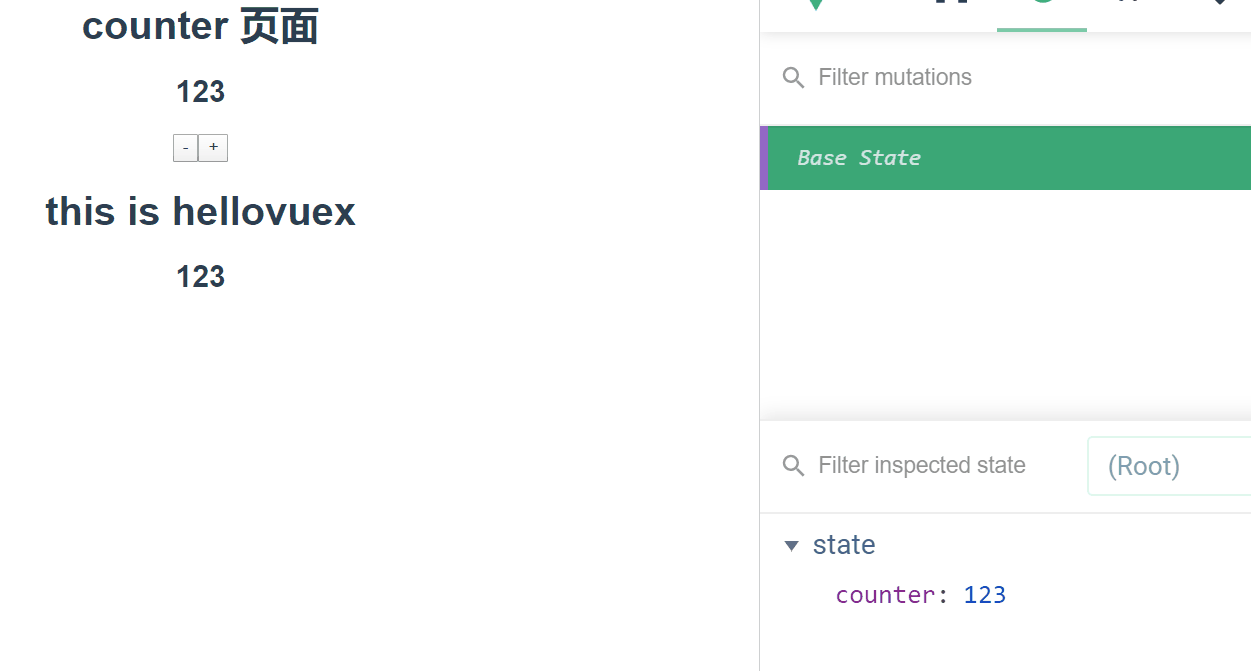 counter 页面
123
- +
this is hellovuex
123
Filter mutations
Base State
Filter inspected state
(Root)
state
counter: 123